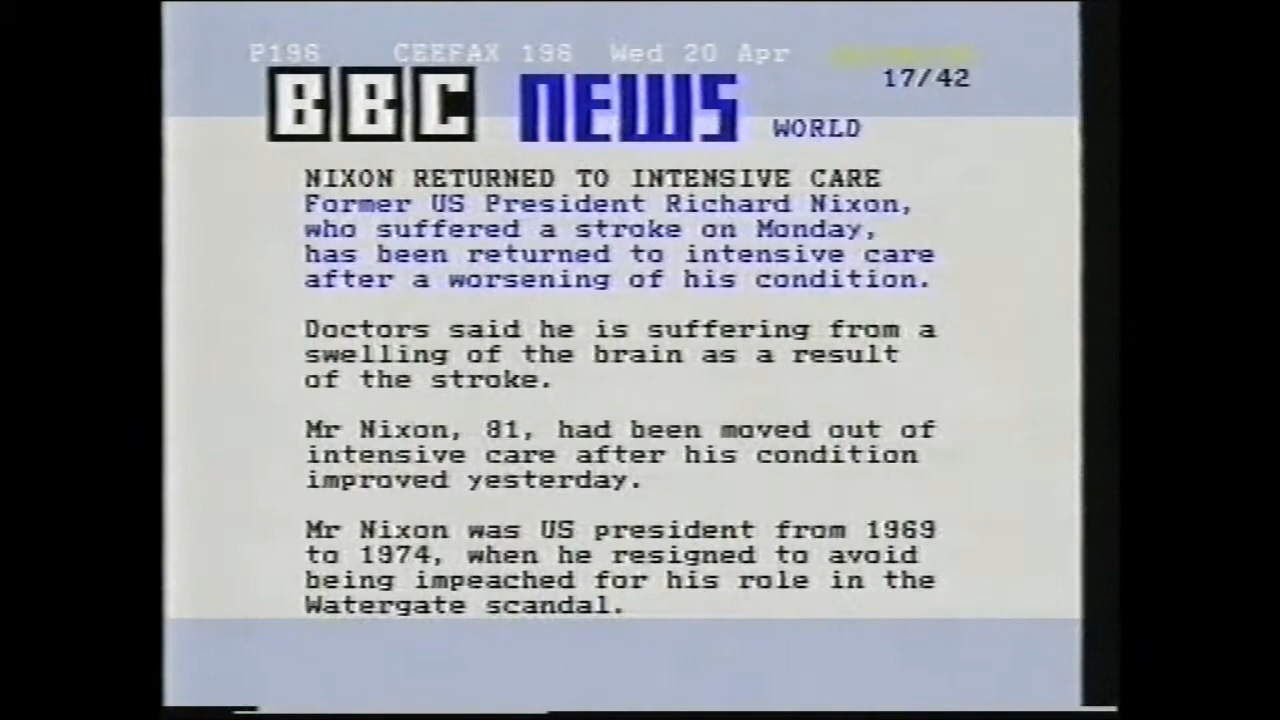 P196 CEEFAX 196 Wed 20 Apr
17/42
BBC NEWS WORLD
NIXON RETURNED TO INTENSIVE CARE
Former US President Richard Nixon,
who suffered a stroke on Monday,
has been returned to intensive care
after a worsening of his condition.
Doctors said he is suffering from a
swelling of the brain as a result
of the stroke.
Mr Nixon, 81, had been moved out of
intensive care after his condition
improved yesterday.
Mr Nixon was US president from 1969
to 1974, when he resigned to avoid
being impeached for his role in the
Watergate scandal.